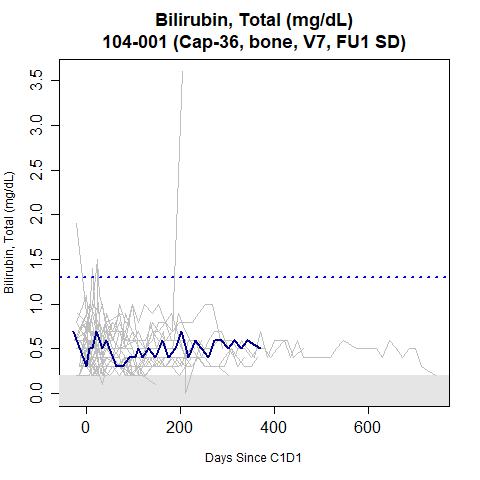 Bilirubin, Total (mg/dL)
104-001 (Cap-36, bone, V7, FU1 SD)
Bilirubin, Total (mg/dL)
3.5
3.0
2.5
2.0
1.5
1.0
0.5
0.0
0 200 400 600
Days Since C1D1